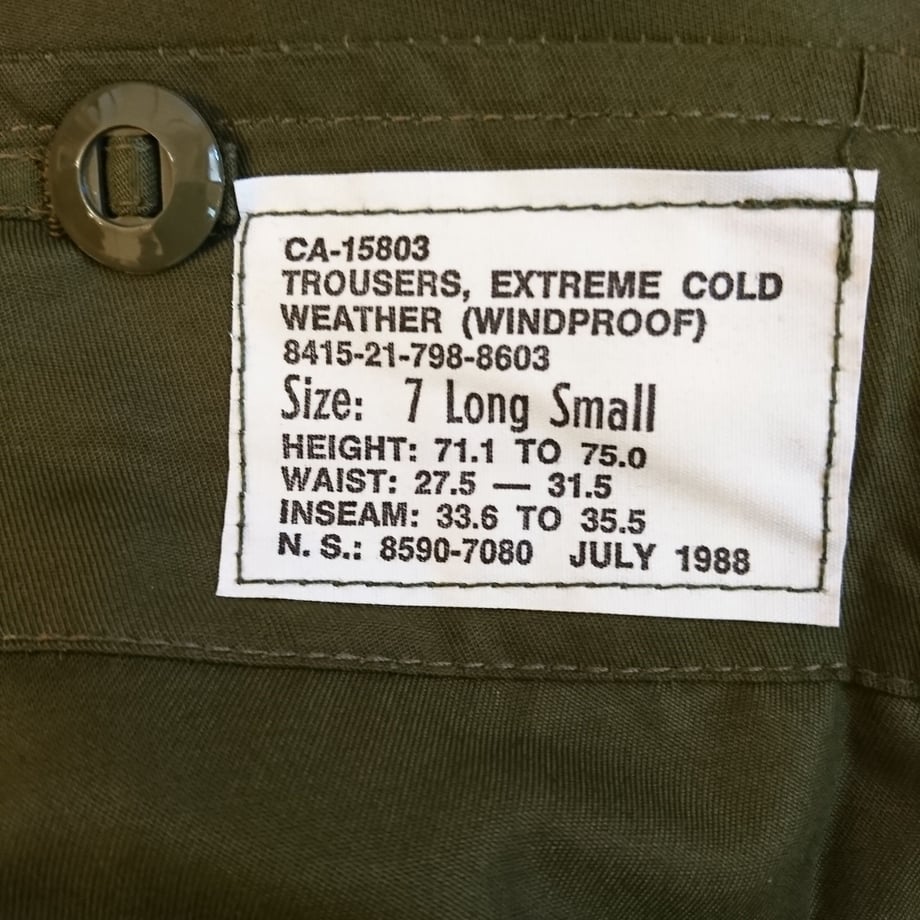 CA-15803
TROUSERS, EXTREME COLD
WEATHER (WINDPROOF)
8415-21-798-8603
Size: 7 Long Small
HEIGHT: 71.1 TO 75.0
WAIST: 27.5 — 31.5
INSEAM: 33.6 TO 35.5
N. S.: 8590-7080 JULY 1988